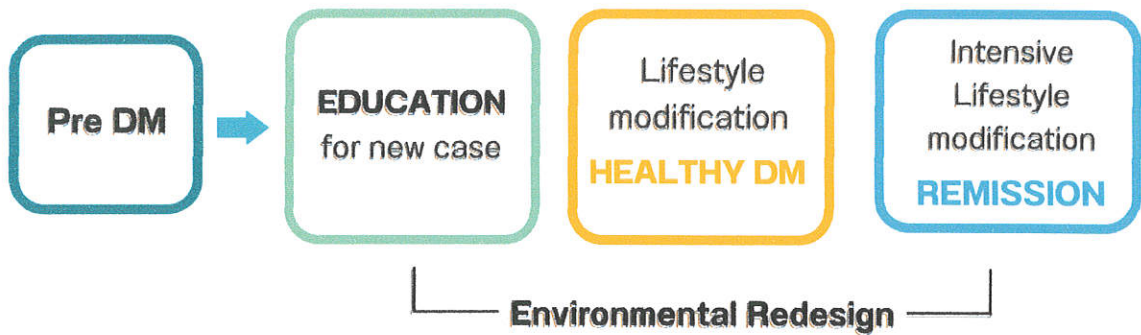 Pre DM
EDUCATION
for new case
Lifestyle
modification
HEALTHY DM
Intensive
Lifestyle
modification
REMISSION
Environmental Redesign